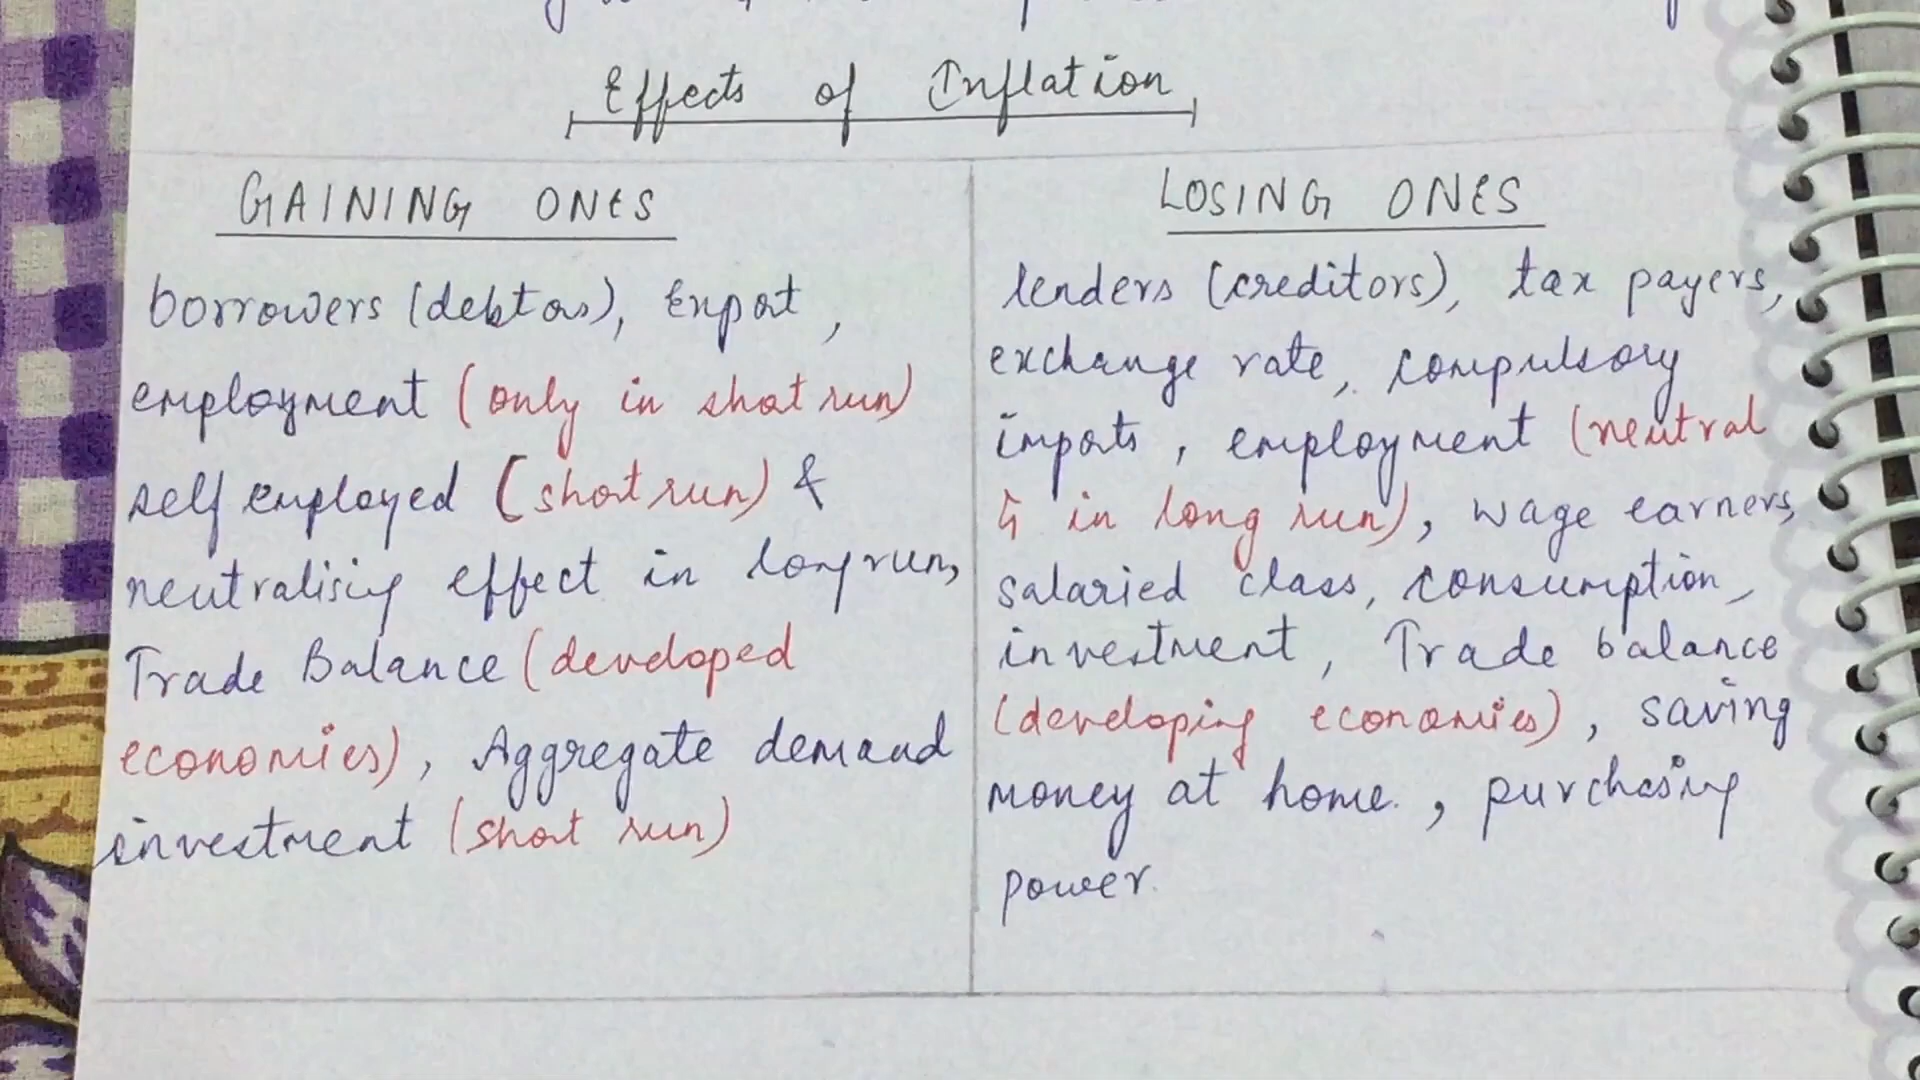 Effects of Inflation
GAINING ONES
borrowers (debtors), Export,
employment (only in short run)
self employed (short run) &
neutralising effect in long run,
Trade Balance (developed
economies), Aggregate demand
investment (short run)
LOSING ONES
lenders (creditors), tax payers,
exchange rate, compulsory
imports, employment (neutral
in long run), wage earners,
salaried class, consumption,
investment, Trade balance
(developing economies), saving
money at home., purchasing
power.